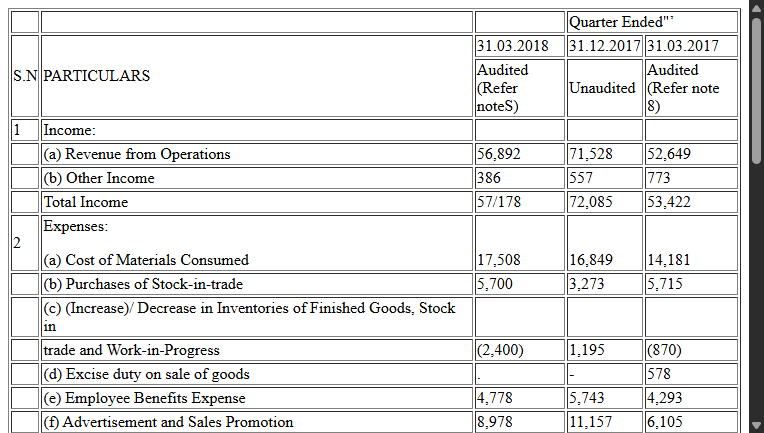 Quarter Ended"’
31.03.2018 31.12.2017 31.03.2017
S.N PARTICULARS Audited (Refer noteS) Unaudited Audited (Refer note 8)
1 Income:
(a) Revenue from Operations 56,892 71,528 52,649
(b) Other Income 386 557 773
Total Income 57/178 72,085 53,422
2 Expenses:
(a) Cost of Materials Consumed 17,508 16,849 14,181
(b) Purchases of Stock-in-trade 5,700 3,273 5,715
(c) (Increase)/ Decrease in Inventories of Finished Goods, Stock
in
trade and Work-in-Progress (2,400) 1,195 (870)
(d) Excise duty on sale of goods . - 578
(e) Employee Benefits Expense 4,778 5,743 4,293
(f) Advertisement and Sales Promotion 8,978 11,157 6,105